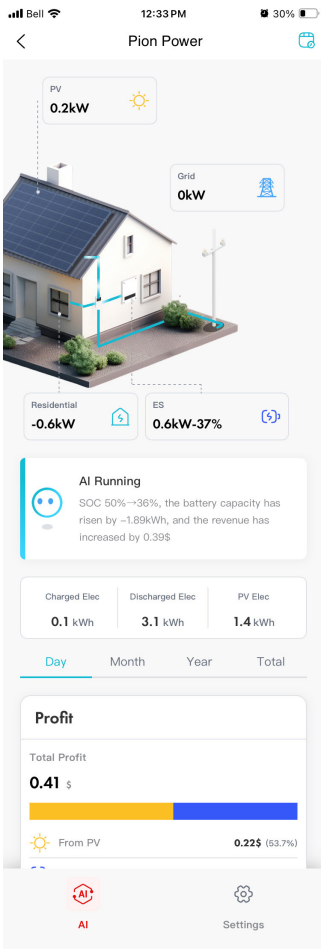 Bell 12:33 PM 30%
Pion Power
PV
0.2kW
Grid
0kW
Residential
-0.6kW
ES
0.6kW-37%
AI Running
SOC 50%→36%, the battery capacity has
risen by -1.89kWh, and the revenue has
increased by 0.39$
Charged Elec Discharged Elec PV Elec
0.1 kWh 3.1 kWh 1.4 kWh
Day Month Year Total
Profit
Total Profit
0.41 $
From PV 0.22$ (53.7%)
AI
AI Settings